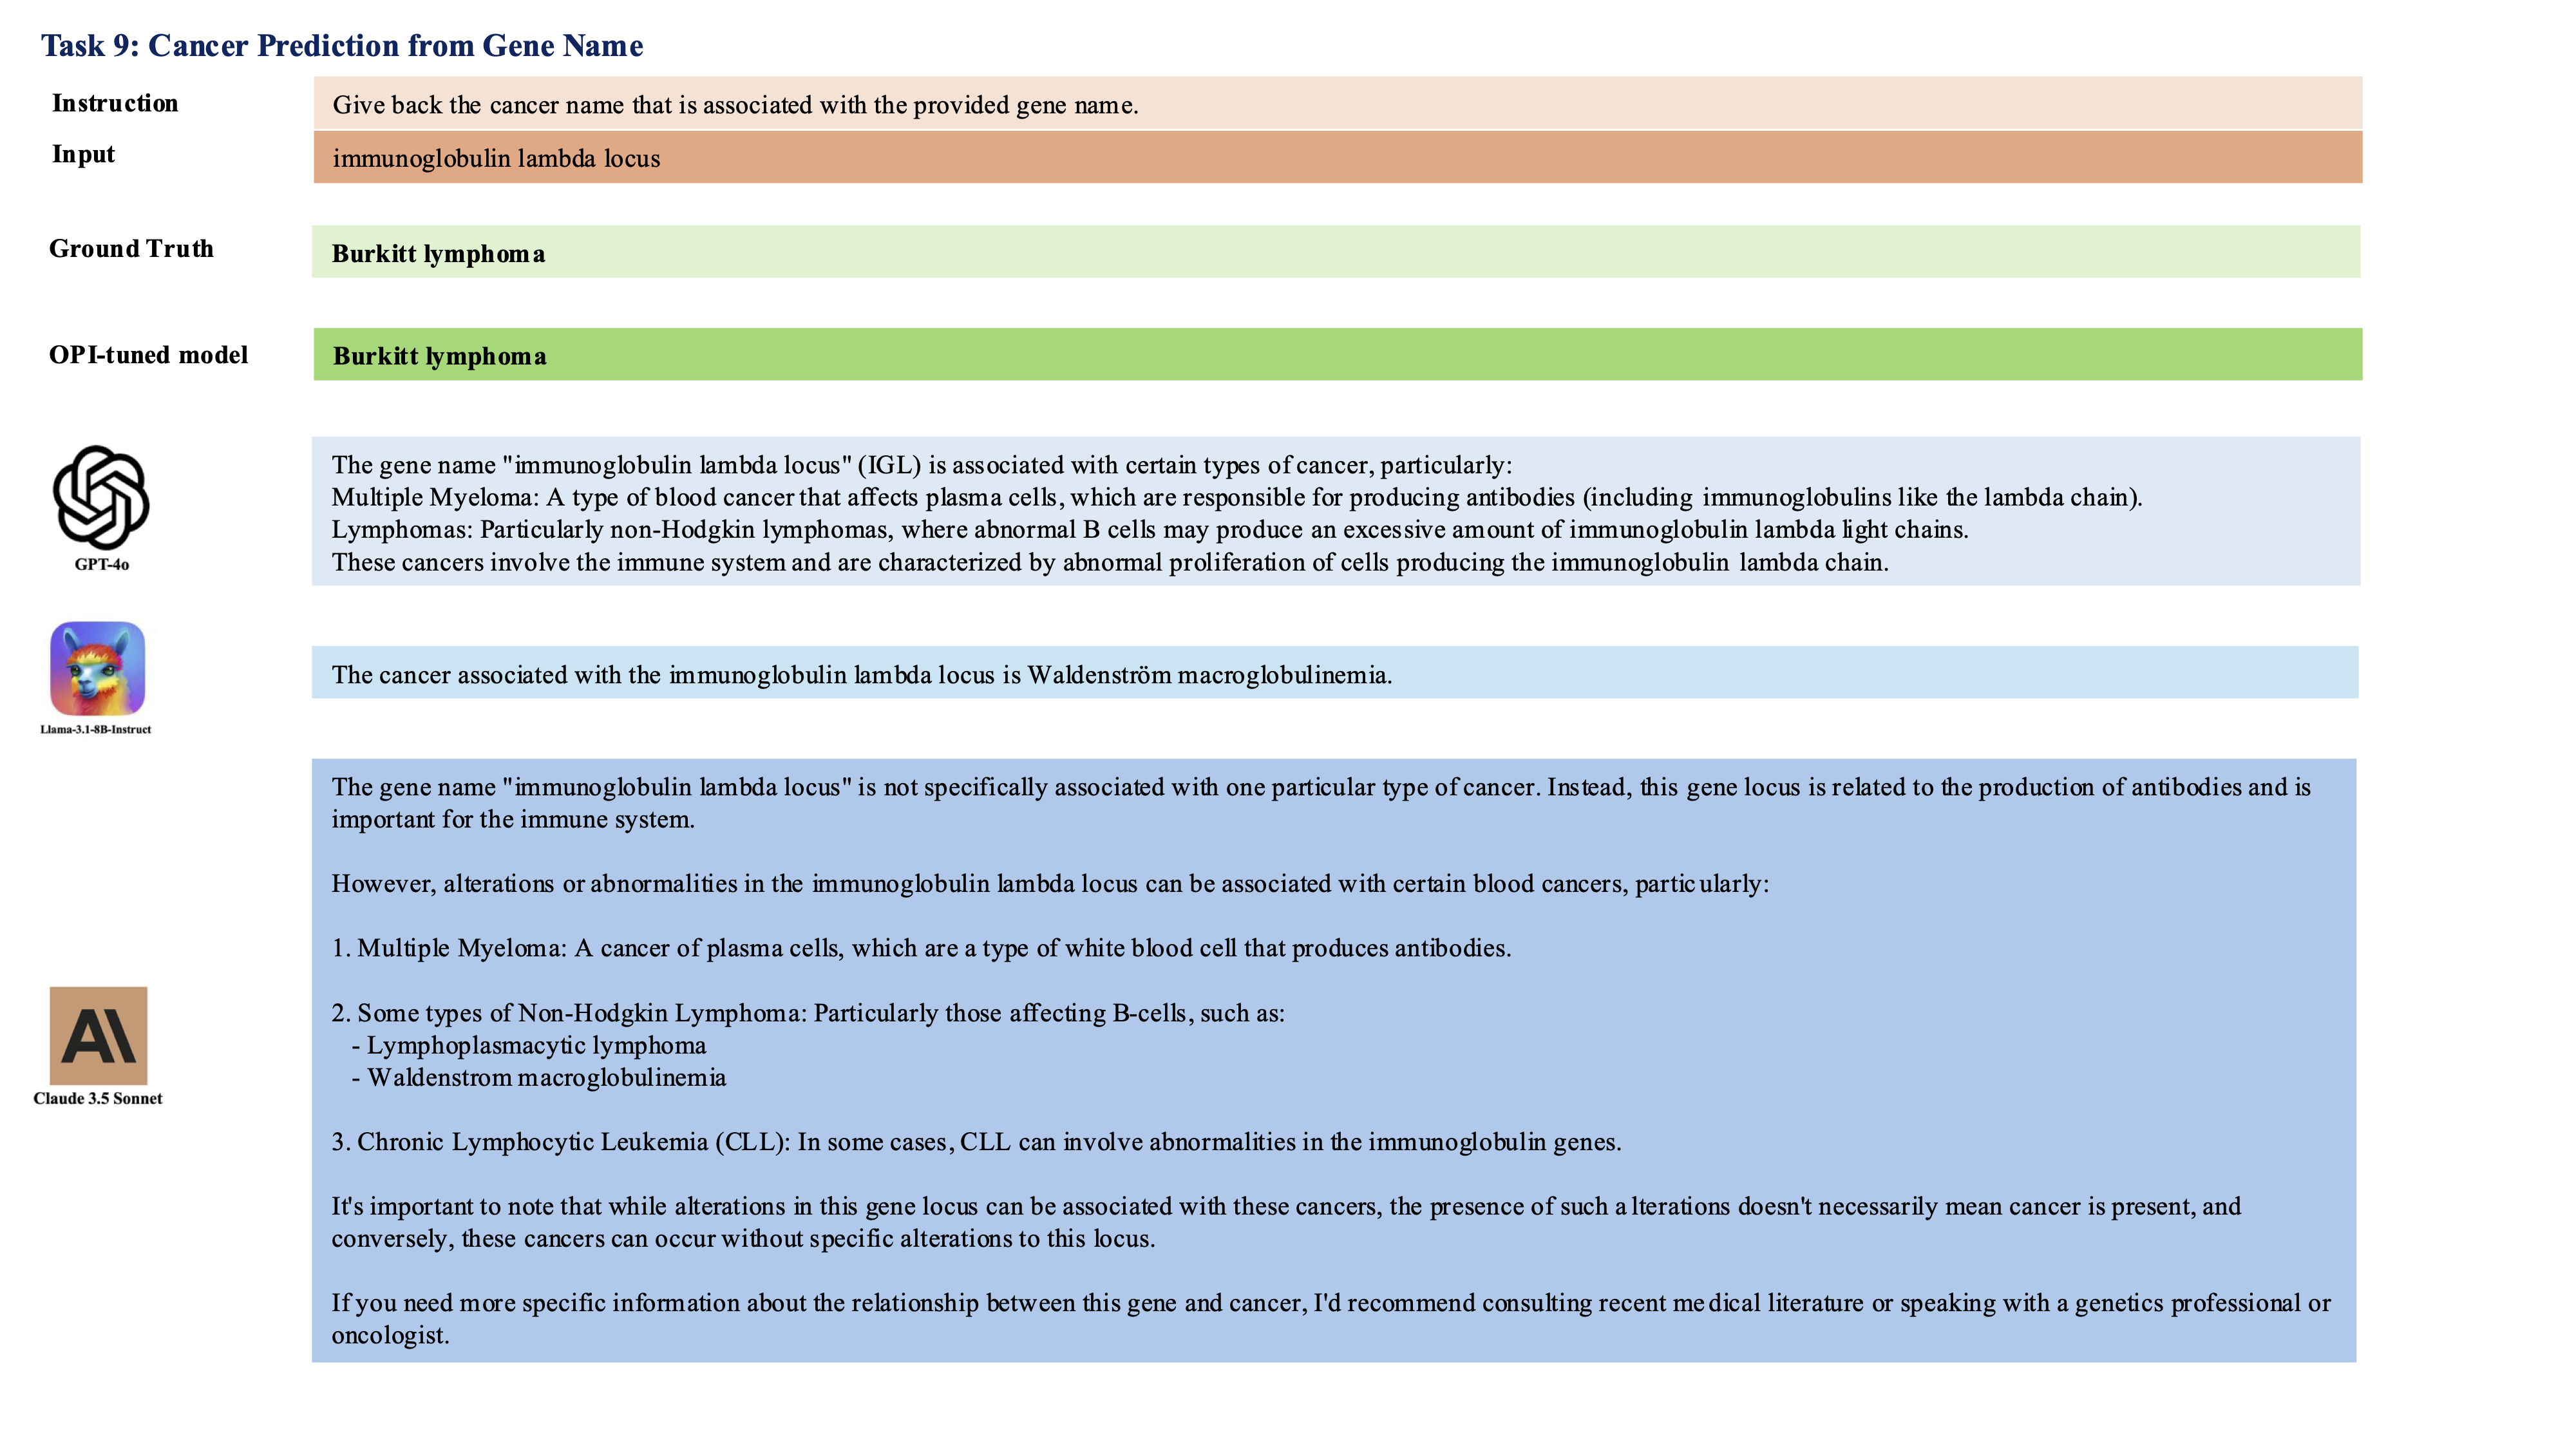 Task 9: Cancer Prediction from Gene Name
Instruction
Give back the cancer name that is associated with the provided gene name.
Input
immunoglobulin lambda locus
Ground Truth
Burkitt lymphoma
OPI-tuned model
Burkitt lymphoma
The gene name "immunoglobulin lambda locus" (IGL) is associated with certain types of cancer, particularly:
Multiple Myeloma: A type of blood cancer that affects plasma cells, which are responsible for producing antibodies (including immunoglobulins like the lambda chain).
Lymphomas: Particularly non-Hodgkin lymphomas, where abnormal B cells may produce an excessive amount of immunoglobulin lambda light chains.
These cancers involve the immune system and are characterized by abnormal proliferation of cells producing the immunoglobulin lambda chain.
GPT-4o
The cancer associated with the immunoglobulin lambda locus is Waldenström macroglobulinemia.
Llama-3.1-8B-Instruct
The gene name "immunoglobulin lambda locus" is not specifically associated with one particular type of cancer. Instead, this gene locus is related to the production of antibodies and is
important for the immune system.
However, alterations or abnormalities in the immunoglobulin lambda locus can be associated with certain blood cancers, particularly:
1. Multiple Myeloma: A cancer of plasma cells, which are a type of white blood cell that produces antibodies.
2. Some types of Non-Hodgkin Lymphoma: Particularly those affecting B-cells, such as:
- Lymphoplasmacytic lymphoma
- Waldenstrom macroglobulinemia
3. Chronic Lymphocytic Leukemia (CLL): In some cases, CLL can involve abnormalities in the immunoglobulin genes.
It's important to note that while alterations in this gene locus can be associated with these cancers, the presence of such alterations doesn't necessarily mean cancer is present, and
conversely, these cancers can occur without specific alterations to this locus.
If you need more specific information about the relationship between this gene and cancer, I'd recommend consulting recent medical literature or speaking with a genetics professional or
oncologist.
AI
Claude 3.5 Sonnet